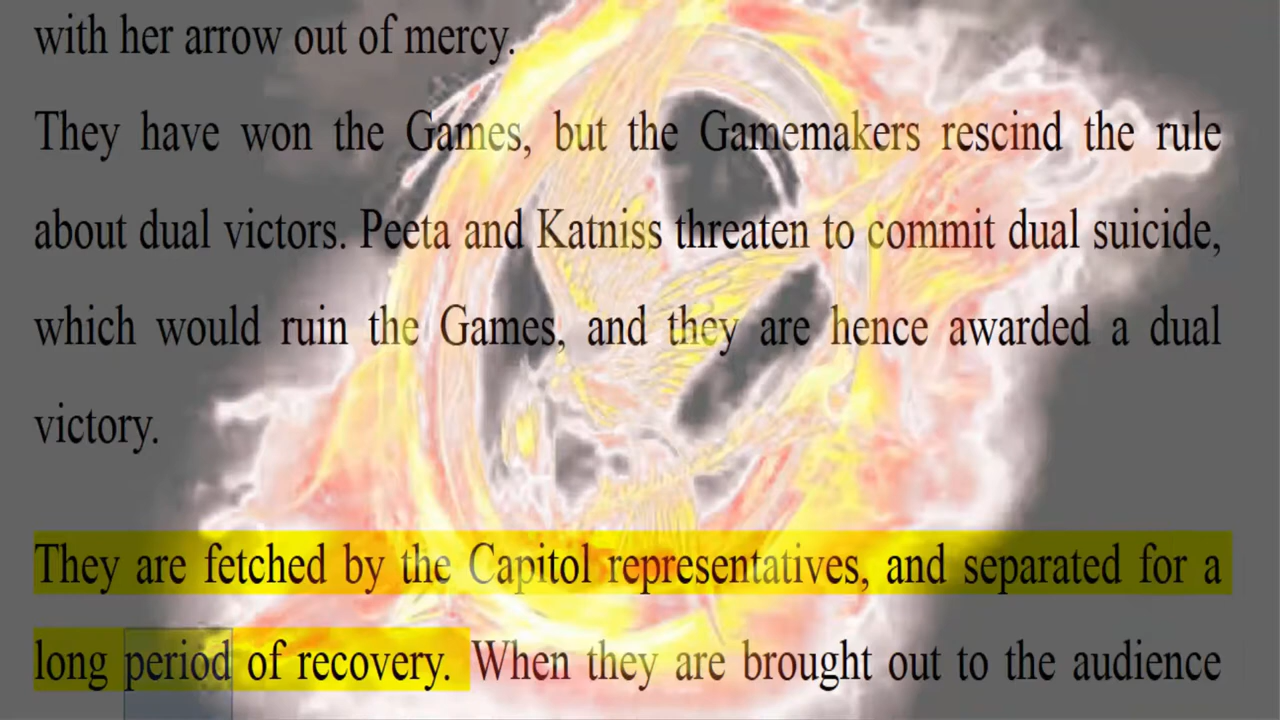 with her arrow out of mercy.
They have won the Games, but the Gamemakers rescind the rule
about dual victors. Peeta and Katniss threaten to commit dual suicide,
which would ruin the Games, and they are hence awarded a dual
victory.
They are fetched by the Capitol representatives, and separated for a
long period of recovery. When they are brought out to the audience